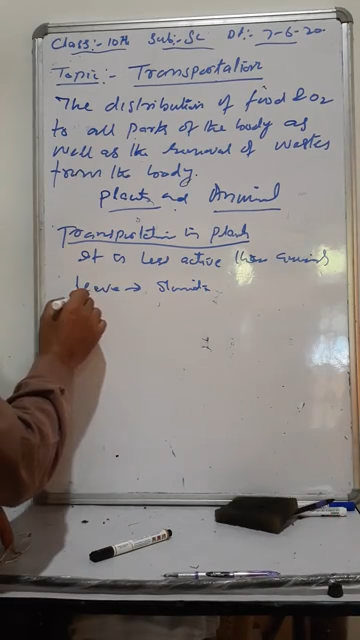 Class:- 10th Sub:- Sc Dt:- 7-6-20
Topic:- Transportation
The distribution of food & O2
to all parts of the body as
well as the removal of wastes
from the body.
Plants and Animal
Transportation in plants
It is less active than animals
leave → Stomata